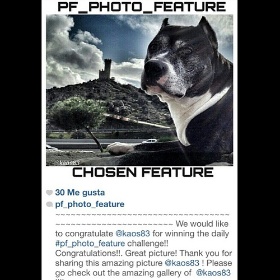 PF_PHOTO_FEATURE
@kaos83
CHOSEN FEATURE
30 Me gusta
pf_photo_feature
~~~~~~~~~~~~~~~~~~~~~~~~~~~~
~~~~~~~~~~~~~~~~~~~ We would like
to congratulate @kaos83 for winning the daily
#pf_photo_feature challenge!!
Congratulations!!. Great picture! Thank you for
sharing this amazing picture @kaos83 ! Please
go check out the amazing gallery of @kaos83